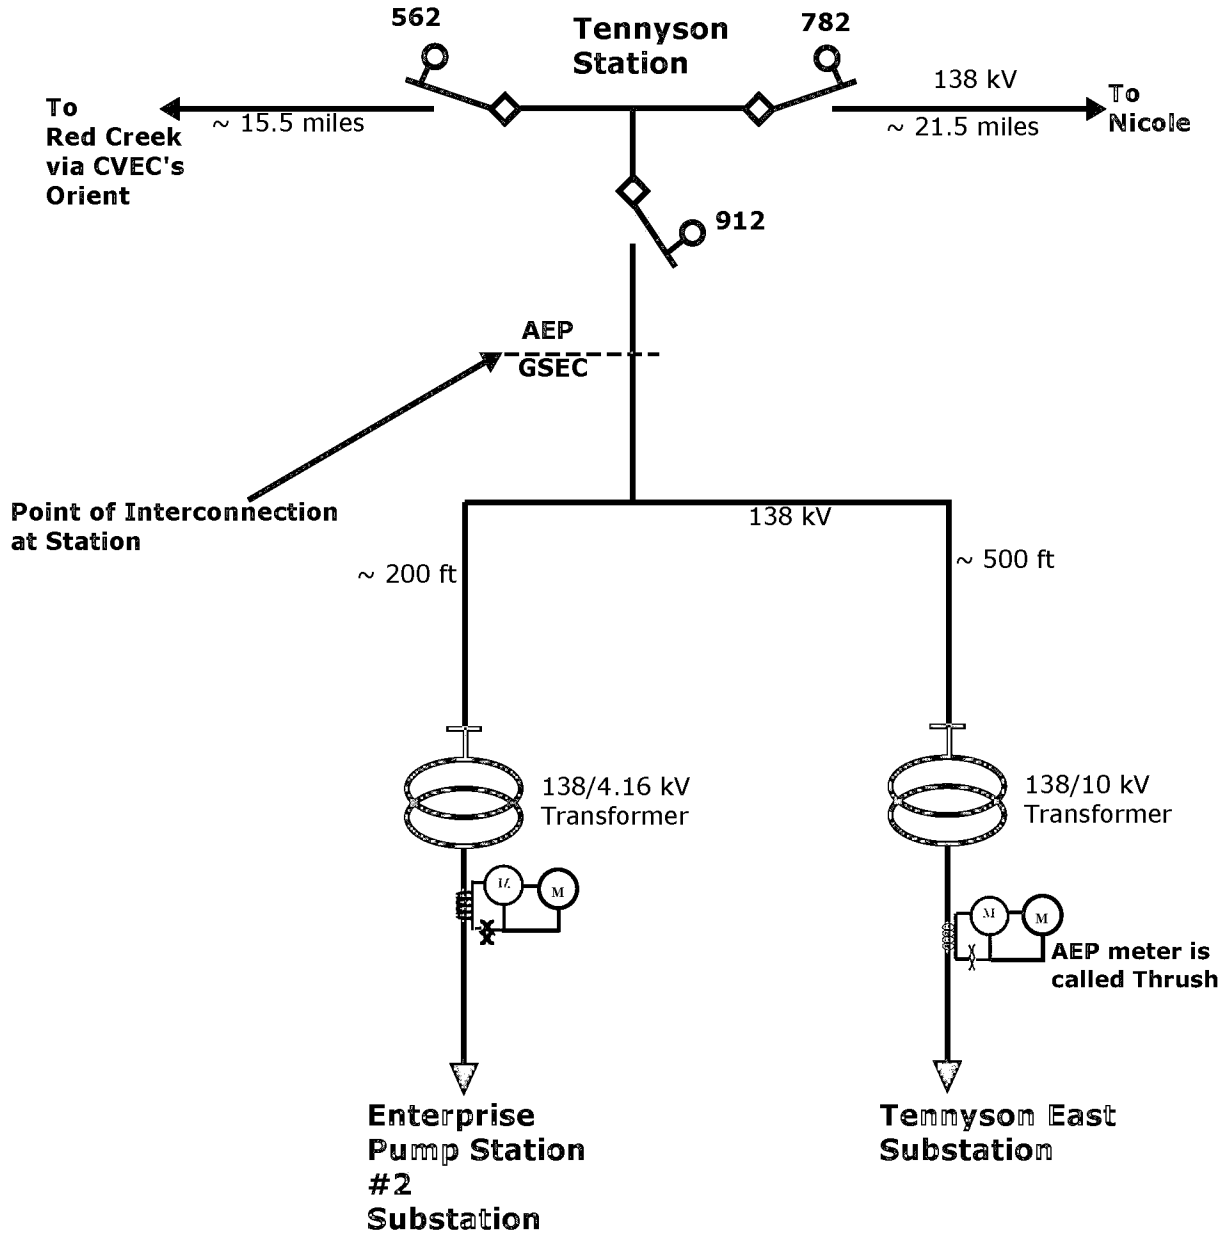 562
Tennyson
Station
782
138 kV
To
Red Creek
via CVEC's
Orient
~ 15.5 miles
~ 21.5 miles
To
Nicole
912
AEP
GSEC
Point of Interconnection
at Station
138 kV
~ 200 ft
~ 500 ft
138/4.16 kV
Transformer
138/10 kV
Transformer
M
M
M
AEP meter is
called Thrush
Enterprise
Pump Station
#2
Substation
Tennyson East
Substation